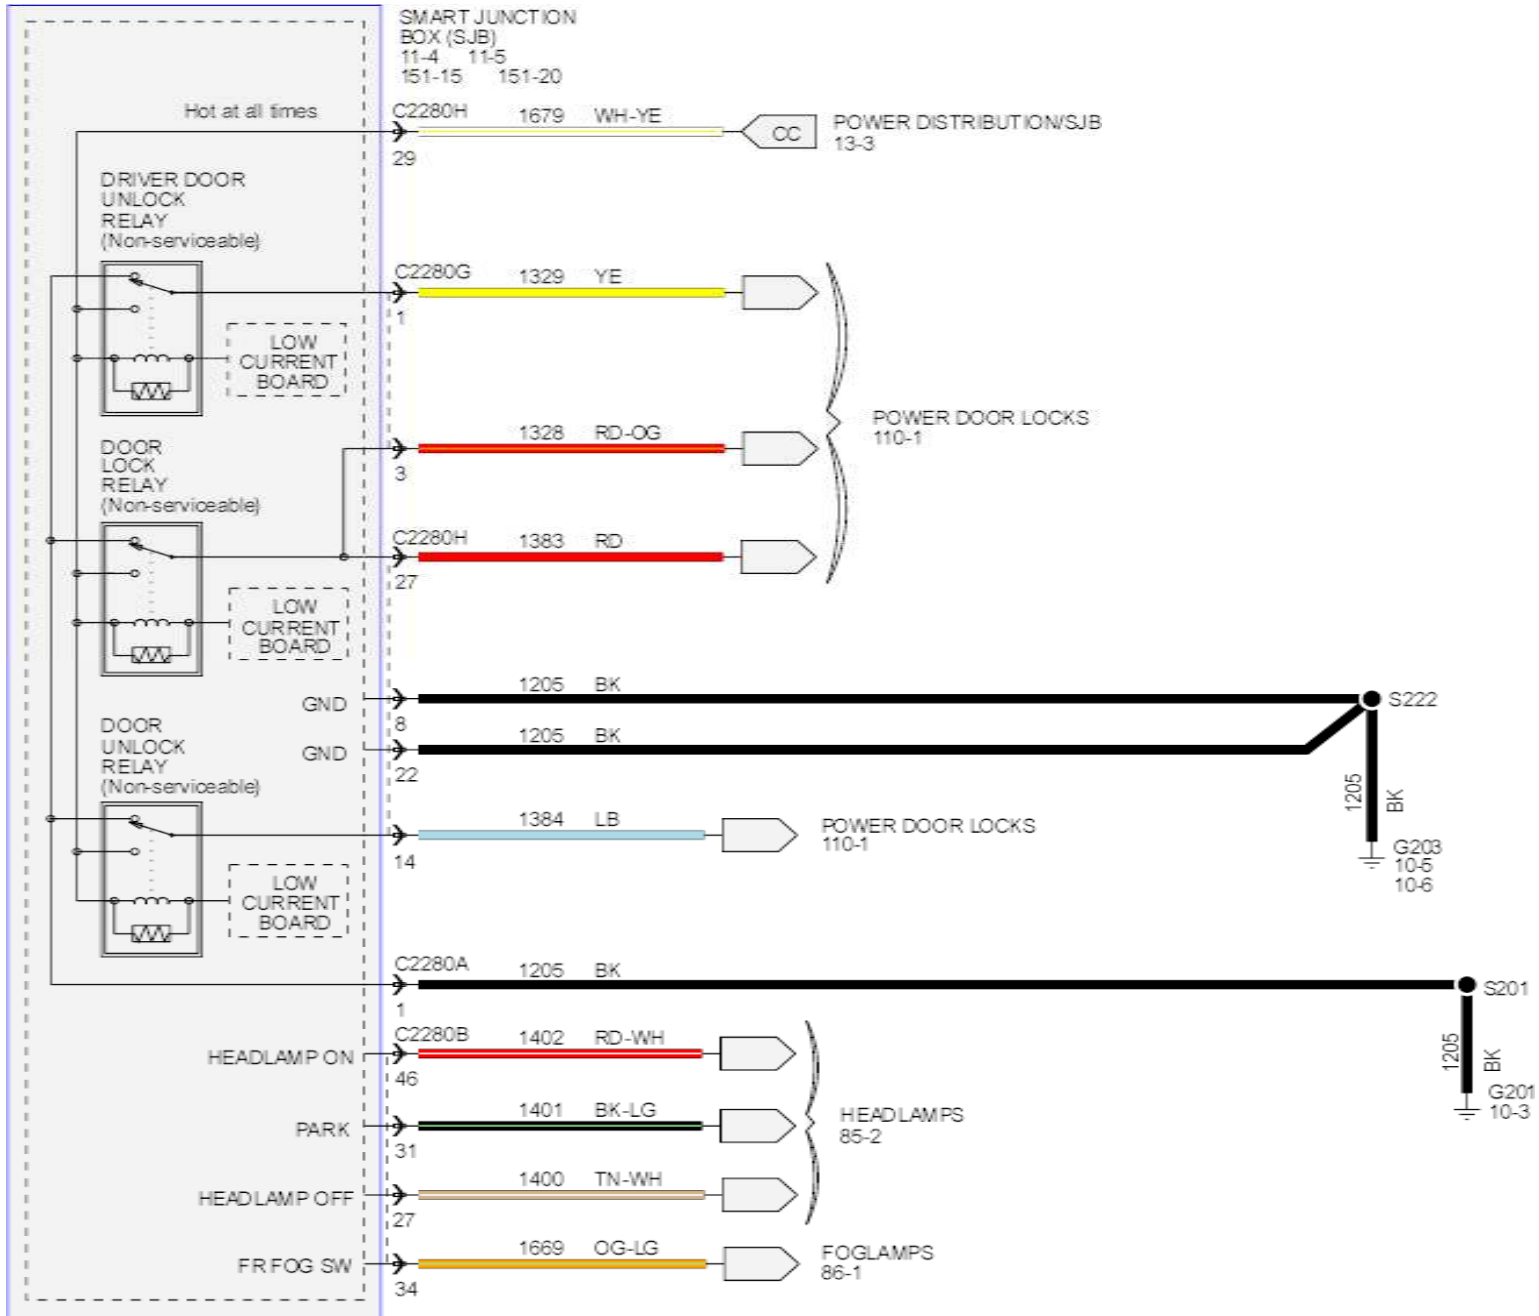 SMART JUNCTION
BOX (SJB)
11-4 11-5
151-15 151-20
Hot at all times
C2280H 1679 WH-YE
29
CC
POWER DISTRIBUTION/SJB
13-3
DRIVER DOOR
UNLOCK
RELAY
(Non-serviceable)
C2280G 1329 YE
1
LOW
CURRENT
BOARD
1328 RD-OG
3
POWER DOOR LOCKS
110-1
DOOR
LOCK
RELAY
(Non-serviceable)
C2280H 1383 RD
27
LOW
CURRENT
BOARD
GND
1205 BK
8
S222
GND
1205 BK
22
1205 BK
G203
10-5
10-6
DOOR
UNLOCK
RELAY
(Non-serviceable)
1384 LB
14
POWER DOOR LOCKS
110-1
LOW
CURRENT
BOARD
C2280A 1205 BK
1
S201
1205 BK
G201
10-3
HEADLAMP ON
C2280B 1402 RD-WH
46
PARK
1401 BK-LG
31
HEADLAMPS
85-2
HEADLAMP OFF
1400 TN-WH
27
FR FOG SW
1669 OG-LG
34
FOGLAMPS
86-1